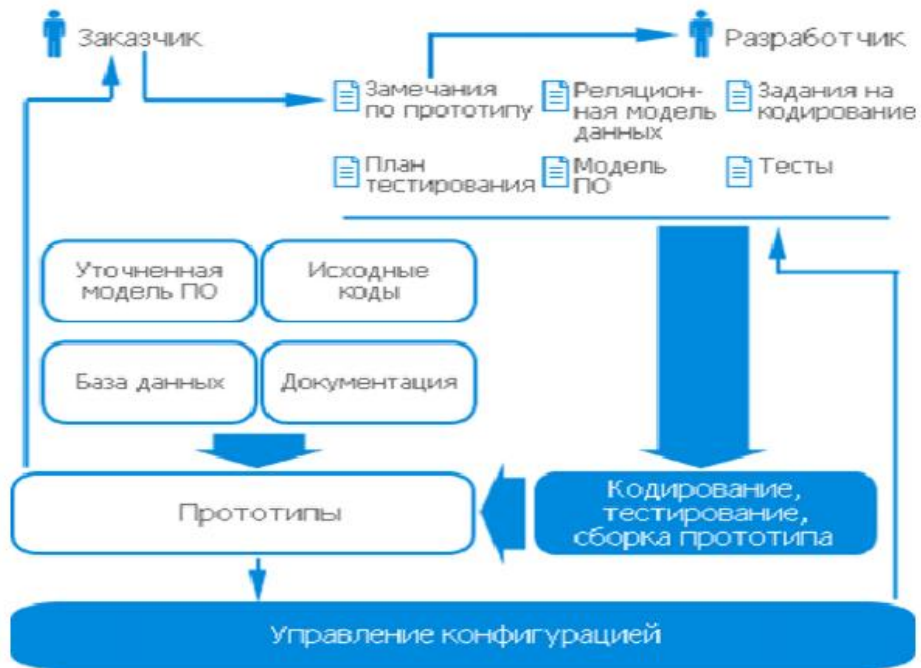 Заказчик
Разработчик
Замечания
по прототипу
Реляцион-
ная модель
данных
Задания на
кодирование
План
тестирования
Модель
ПО
Тесты
Уточненная
модель ПО
Исходные
коды
База данных
Документация
Прототипы
Кодирование,
тестирование,
сборка прототипа
Управление конфигурацией